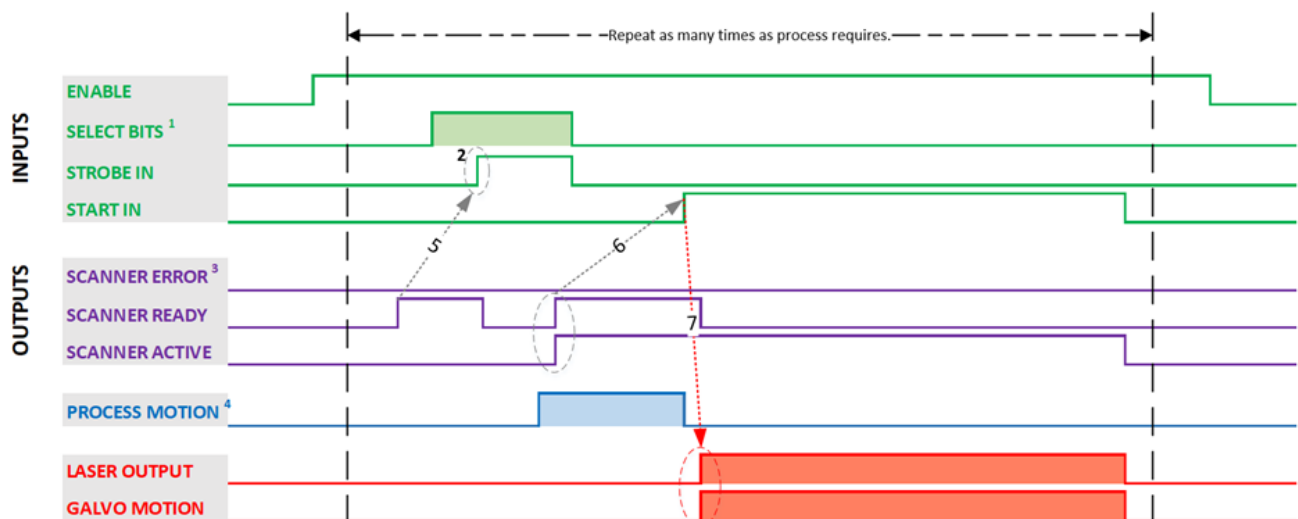 Repeat as many times as process requires.
INPUTS
ENABLE
SELECT BITS 1
STROBE IN
START IN
2
5
6
OUTPUTS
SCANNER ERROR 3
SCANNER READY
SCANNER ACTIVE
7
PROCESS MOTION 4
LASER OUTPUT
GALVO MOTION